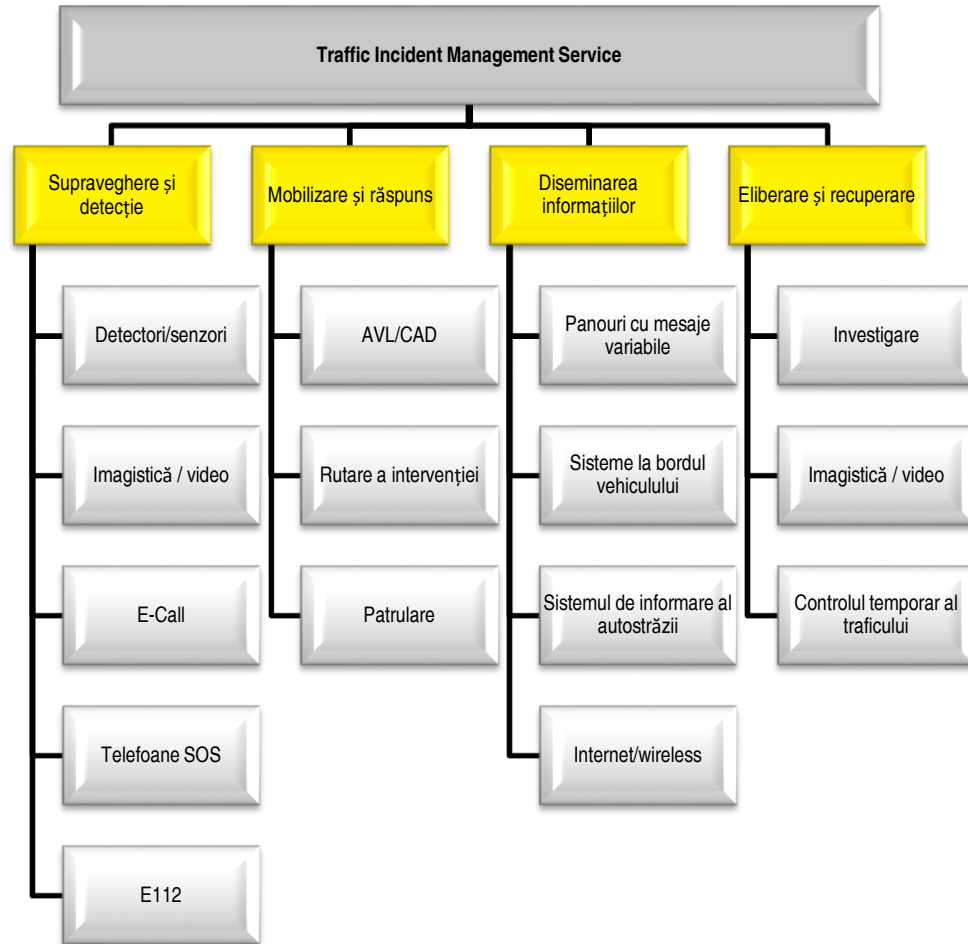 Traffic Incident Management Service
Supraveghere și
detecție
Detectori/senzori
Imagistică / video
E-Call
Telefoane SOS
E112
Mobilizare și răspuns
AVL/CAD
Rutare a intervenției
Patrulare
Diseminarea
informațiilor
Panouri cu mesaje
variabile
Sisteme la bordul
vehiculului
Sistemul de informare al
autostrăzii
Internet/wireless
Eliberare și recuperare
Investigare
Imagistică / video
Controlul temporar al
traficului